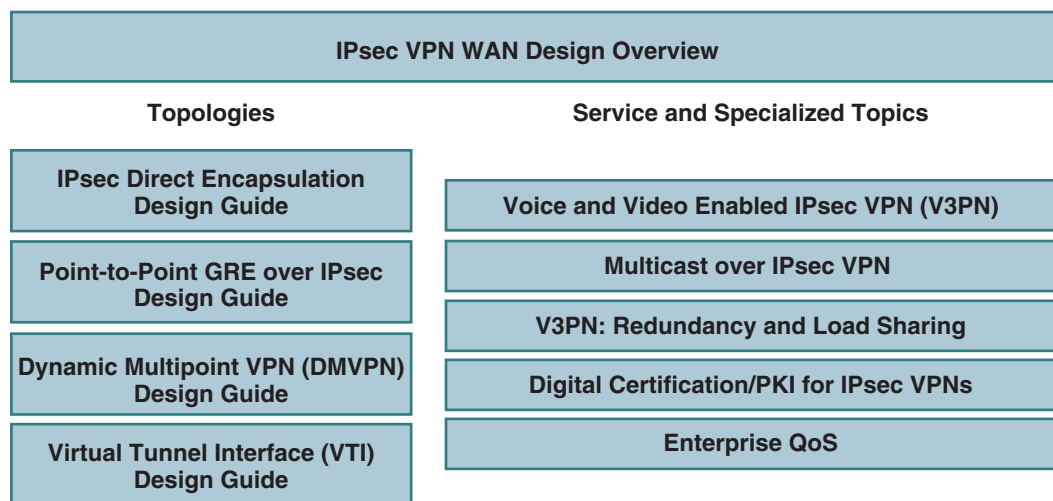 IPsec VPN WAN Design Overview
Topologies
IPsec Direct Encapsulation
Design Guide
Point-to-Point GRE over IPsec
Design Guide
Dynamic Multipoint VPN (DMVPN)
Design Guide
Virtual Tunnel Interface (VTI)
Design Guide
Service and Specialized Topics
Voice and Video Enabled IPsec VPN (V3PN)
Multicast over IPsec VPN
V3PN: Redundancy and Load Sharing
Digital Certification/PKI for IPsec VPNs
Enterprise QoS